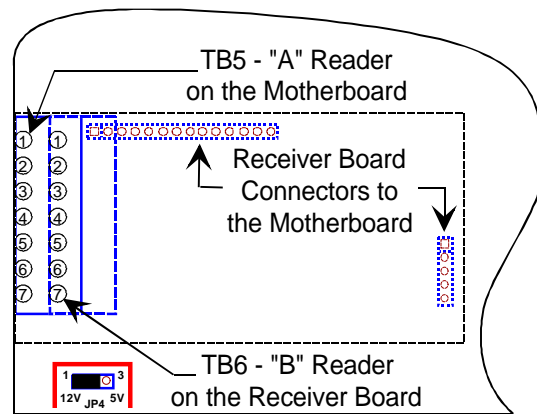 TB5 - "A" Reader
on the Motherboard
1 1
2 2
3 3
4 4
5 5
6 6
7 7
Receiver Board
Connectors to
the Motherboard
TB6 - "B" Reader
on the Receiver Board
1 3
12V JP4 5V